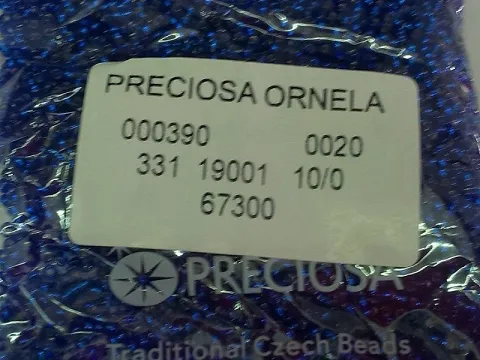 PRECIOSA ORNELA
000390 0020
331 19001 10/0
67300
PRECIOSA
Traditional Czech Beads